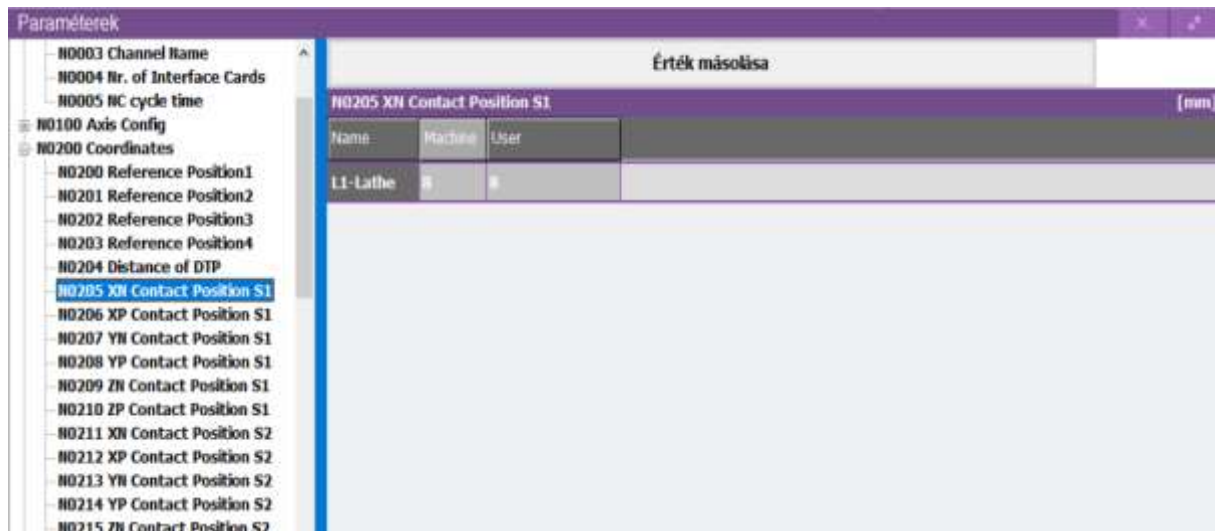 Paraméterek
N0003 Channel Name
N0004 Nr. of Interface Cards
N0005 NC cycle time
N0100 Axis Config
N0200 Coordinates
N0200 Reference Position1
N0201 Reference Position2
N0202 Reference Position3
N0203 Reference Position4
N0204 Distance of DTP
N0205 XN Contact Position S1
N0206 XP Contact Position S1
N0207 YN Contact Position S1
N0208 YP Contact Position S1
N0209 ZN Contact Position S1
N0210 ZP Contact Position S1
N0211 XN Contact Position S2
N0212 XP Contact Position S2
N0213 YN Contact Position S2
N0214 YP Contact Position S2
N0215 ZN Contact Position S2
Érték másolása
N0205 XN Contact Position S1 [mm]
Name Machine User
L1-Lathe